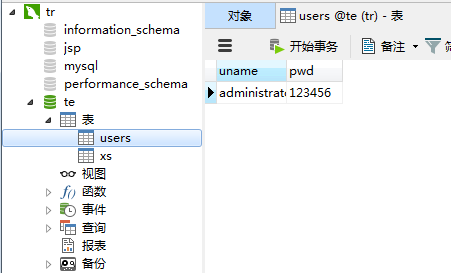 tr
information_schema
jsp
mysql
performance_schema
te
表
users
xs
视图
函数
事件
查询
报表
备份
对象 users @te (tr) - 表
开始事务 备注
uname pwd
administrat 123456